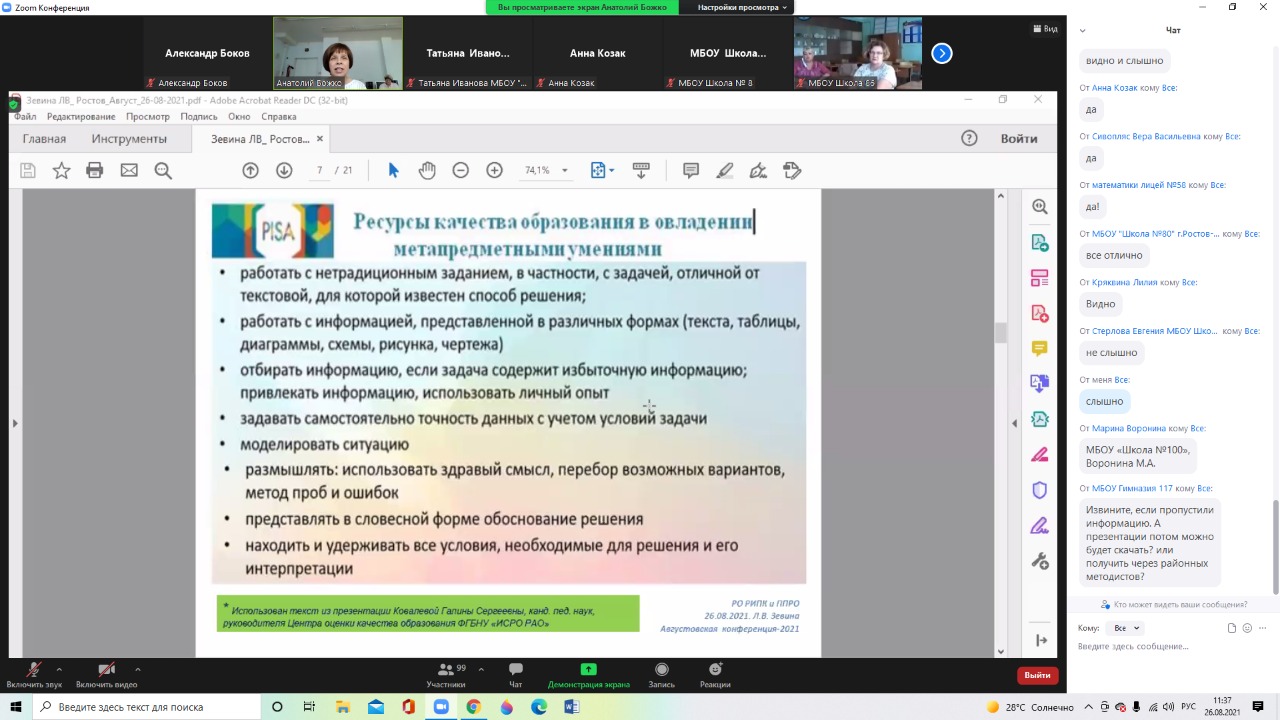 Zoom Конференция
Вы просматриваете экран Анатолий Божко
Настройки просмотра
Вид
Александр Боков
Татьяна Ивано...
Анна Козак
МБОУ Школа...
Александр Боков
Анатолий Божко
Татьяна Иванова МБОУ "...
Анна Козак
МБОУ Школа № 8
МБОУ Школа 66
Зевина ЛВ_ Ростов_Август_26-08-2021.pdf - Adobe Acrobat Reader DC (32-bit)
Файл Редактирование Просмотр Подпись Окно Справка
Главная Инструменты Зевина ЛВ_ Ростов... × Войти
7 / 21 74,1%
PISA
Ресурсы качества образования в овладении
метапредметными умениями
• работать с нетрадиционным заданием, в частности, с задачей, отличной от
текстовой, для которой известен способ решения;
• работать с информацией, представленной в различных формах (текста, таблицы,
диаграммы, схемы, рисунка, чертежа)
• отбирать информацию, если задача содержит избыточную информацию;
привлекать информацию, использовать личный опыт
• задавать самостоятельно точность данных с учетом условий задачи
• моделировать ситуацию
• размышлять: использовать здравый смысл, перебор возможных вариантов,
метод проб и ошибок
• представлять в словесной форме обоснование решения
• находить и удерживать все условия, необходимые для решения и его
интерпретации
* Использован текст из презентации Ковалевой Галины Сергеевны, канд. пед. наук,
руководителя Центра оценки качества образования ФГБНУ «ИСРО РАО»
РО РИПК и ППРО
26.08.2021. Л.В. Зевина
Августовская конференция-2021
Чат
видно и слышно
От Анна Козак кому Все:
да
От Сивопляс Вера Васильевна кому Все:
да
От математики лицей №58 кому Все:
да!
От МБОУ "Школа №80" г.Ростов-... кому Все:
все отлично
От Кряквина Лилия кому Все:
Видно
От Стерлова Евгения МБОУ Шко... кому Все:
не слышно
От меня Все:
слышно
От Марина Воронина кому Все:
МБОУ «Школа №100»,
Воронина М.А.
От МБОУ Гимназия 117 кому Все:
Извините, если пропустили
информацию. А
презентации потом можно
будет скачать? или
получить через районных
методистов?
Кто может видеть ваши сообщения?
Кому: Все
Введите здесь сообщение...
Включить звук
Включить видео
99
Участники
Чат
Демонстрация экрана
Запись
Реакции
Выйти
Введите здесь текст для поиска
28°C Солнечно
РУС
11:37
26.08.2021